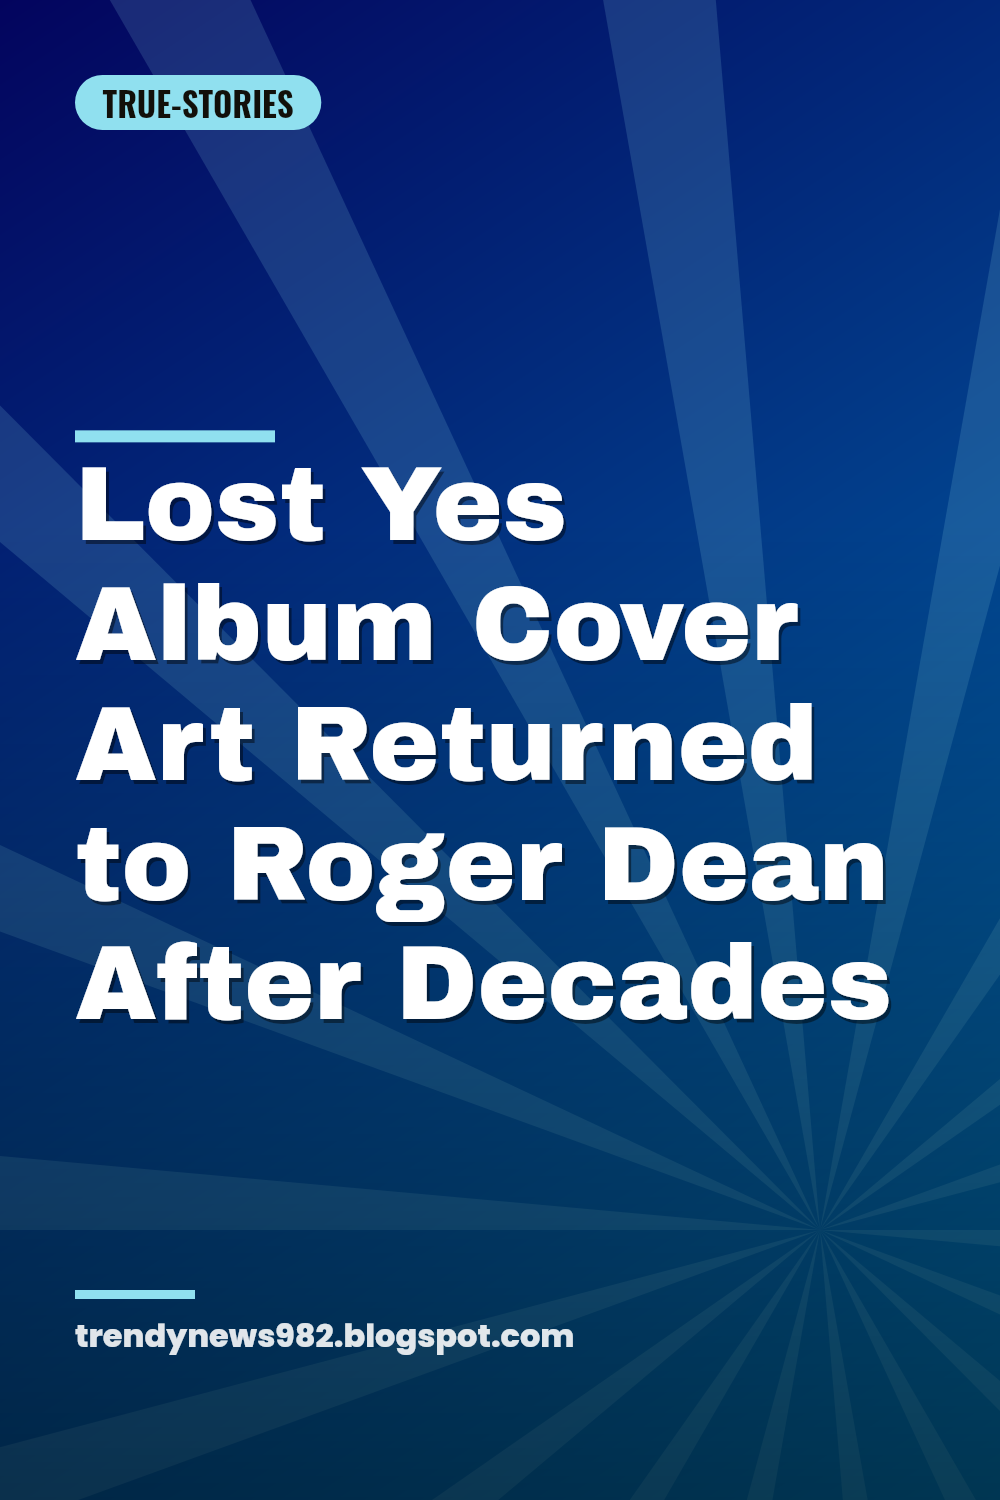 TRUE-STORIES
Lost Yes
Album Cover
Art Returned
to Roger Dean
After Decades
trendynews982.blogspot.com